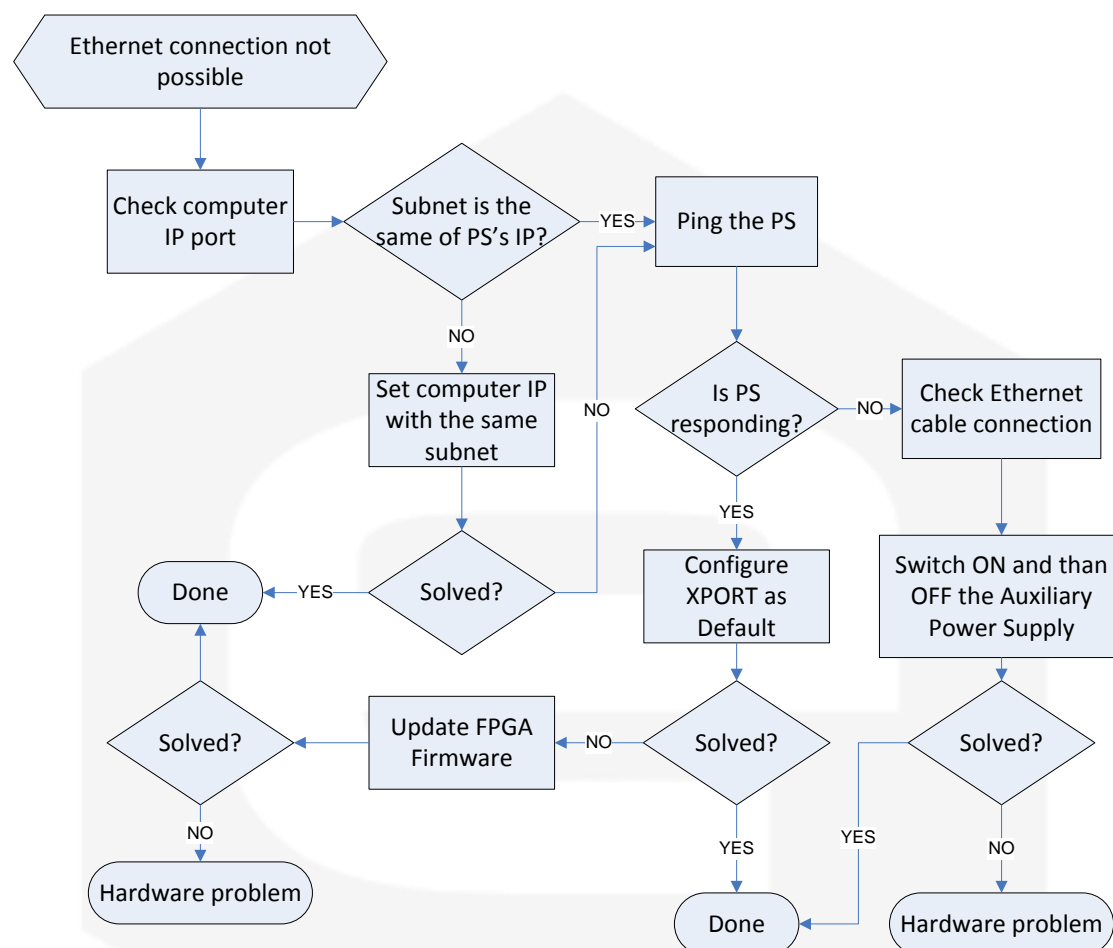 Ethernet connection not
possible
Check computer
IP port
Subnet is the
same of PS's IP?
YES
Ping the PS
NO
Set computer IP
with the same
subnet
NO
Is PS
responding?
NO
Check Ethernet
cable connection
YES
Done
YES
Solved?
Configure
XPORT as
Default
Switch ON and than
OFF the Auxiliary
Power Supply
Solved?
Update FPGA
Firmware
NO
Solved?
Solved?
NO
YES
YES
NO
Hardware problem
Done
Hardware problem